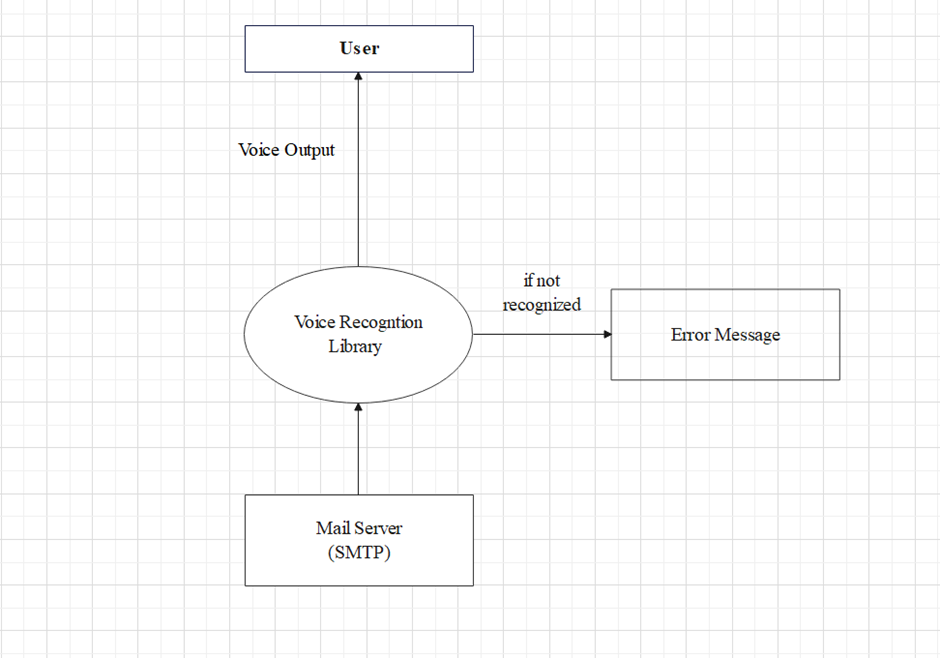 User
Voice Output
if not
recognized
Voice Recogntion
Library
Error Message
Mail Server
(SMTP)